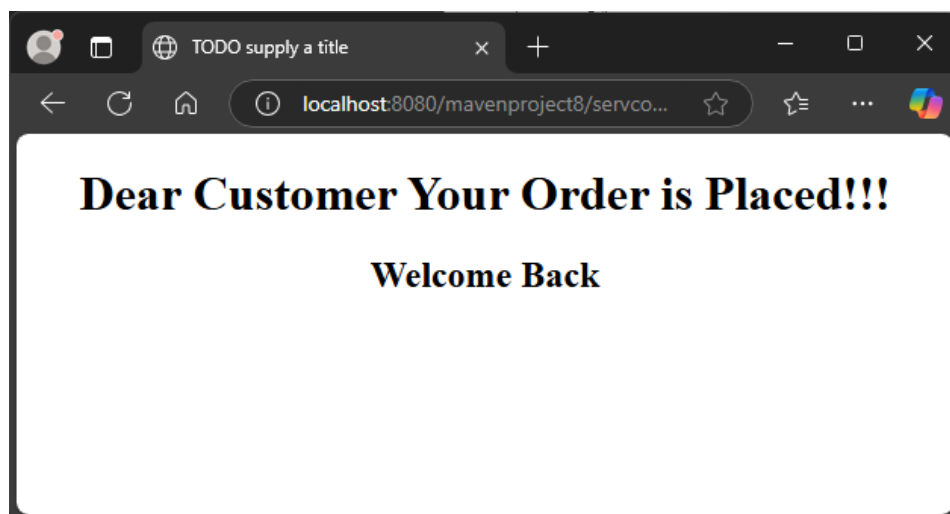 TODO supply a title
localhost:8080/mavenproject8/servco...
Dear Customer Your Order is Placed!!!
Welcome Back